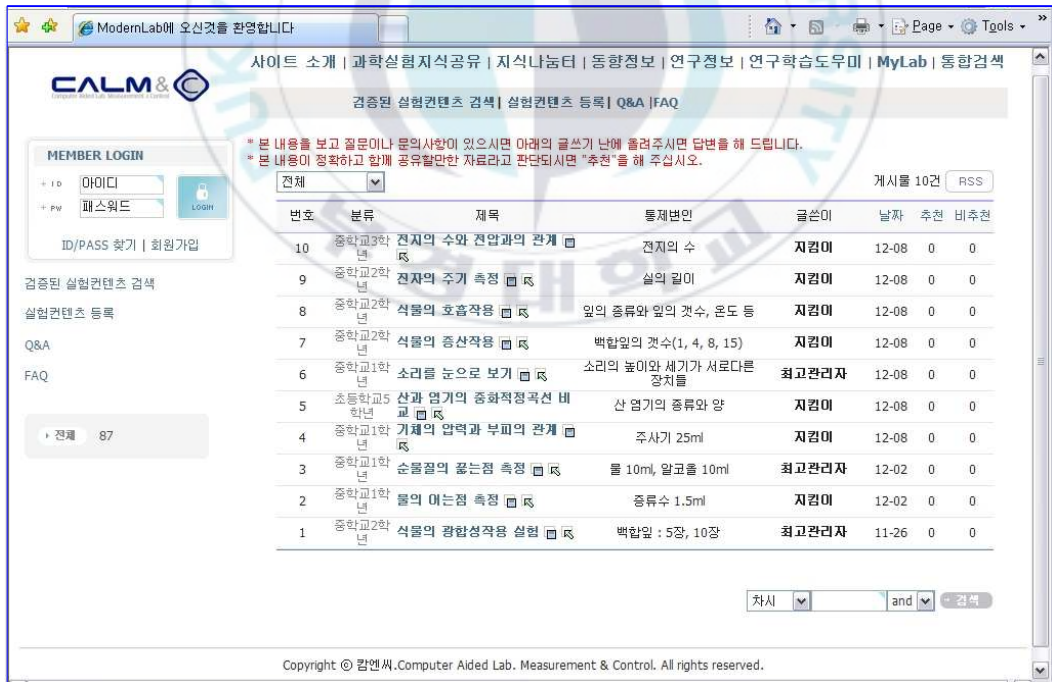 ModernLab에 오신것을 환영합니다
Page Tools
사이트 소개 | 과학실험지식공유 | 지식나눔터 | 동향정보 | 연구정보 | 연구학습도우미 | MyLab | 통합검색
CALM&C
Computer Aided Lab. Measurement & Control
검증된 실험컨텐츠 검색| 실험컨텐츠 등록| Q&A |FAQ
* 본 내용을 보고 질문이나 문의사항이 있으시면 아래의 글쓰기 난에 올려주시면 답변을 해 드립니다.
* 본 내용이 정확하고 함께 공유할만한 자료라고 판단되시면 "추천"을 해 주십시오.
MEMBER LOGIN
+ ID 아이디
+ PW 패스워드
LOGIN
ID/PASS 찾기 | 회원가입
검증된 실험컨텐츠 검색
실험컨텐츠 등록
Q&A
FAQ
전체 87
전체 게시물 10건 RSS
번호 분류 제목 통제변인 글쓴이 날짜 추천 비추천
10 중학교3학년 전지의 수와 전압과의 관계 전지의 수 지킴이 12-08 0 0
9 중학교2학년 진자의 주기 측정 실의 길이 지킴이 12-08 0 0
8 중학교2학년 식물의 호흡작용 잎의 종류와 잎의 갯수, 온도 등 지킴이 12-08 0 0
7 중학교2학년 식물의 증산작용 백합잎의 갯수(1, 4, 8, 15) 지킴이 12-08 0 0
6 중학교1학년 소리를 눈으로 보기 소리의 높이와 세기가 서로다른 장치들 최고관리자 12-08 0 0
5 초등학교5학년 산과 염기의 중화적정곡선 비교 산 염기의 종류와 양 지킴이 12-08 0 0
4 중학교1학년 기체의 압력과 부피의 관계 주사기 25ml 지킴이 12-08 0 0
3 중학교1학년 순물질의 끓는점 측정 물 10ml, 알코올 10ml 최고관리자 12-02 0 0
2 중학교1학년 물의 어는점 측정 증류수 1.5ml 지킴이 12-02 0 0
1 중학교2학년 식물의 광합성작용 실험 백합잎 : 5장, 10장 최고관리자 11-26 0 0
차시 and 검색
Copyright ⓒ 캄엔씨.Computer Aided Lab. Measurement & Control. All rights reserved.